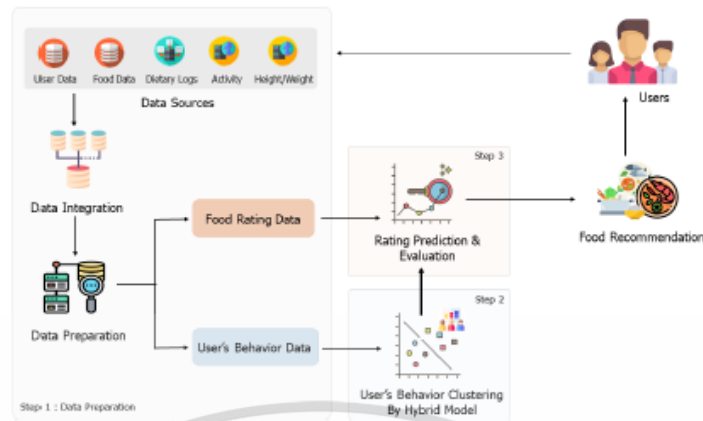 User Data
Food Data
Dietary Logs
Activity
Height/Weight
Data Sources
Users
Data Integration
Step 3
Food Rating Data
Rating Prediction &
Evaluation
Food Recommendation
Data Preparation
Step 2
User's Behavior Data
User's Behavior Clustering
By Hybrid Model
Step 1 : Data Preparation